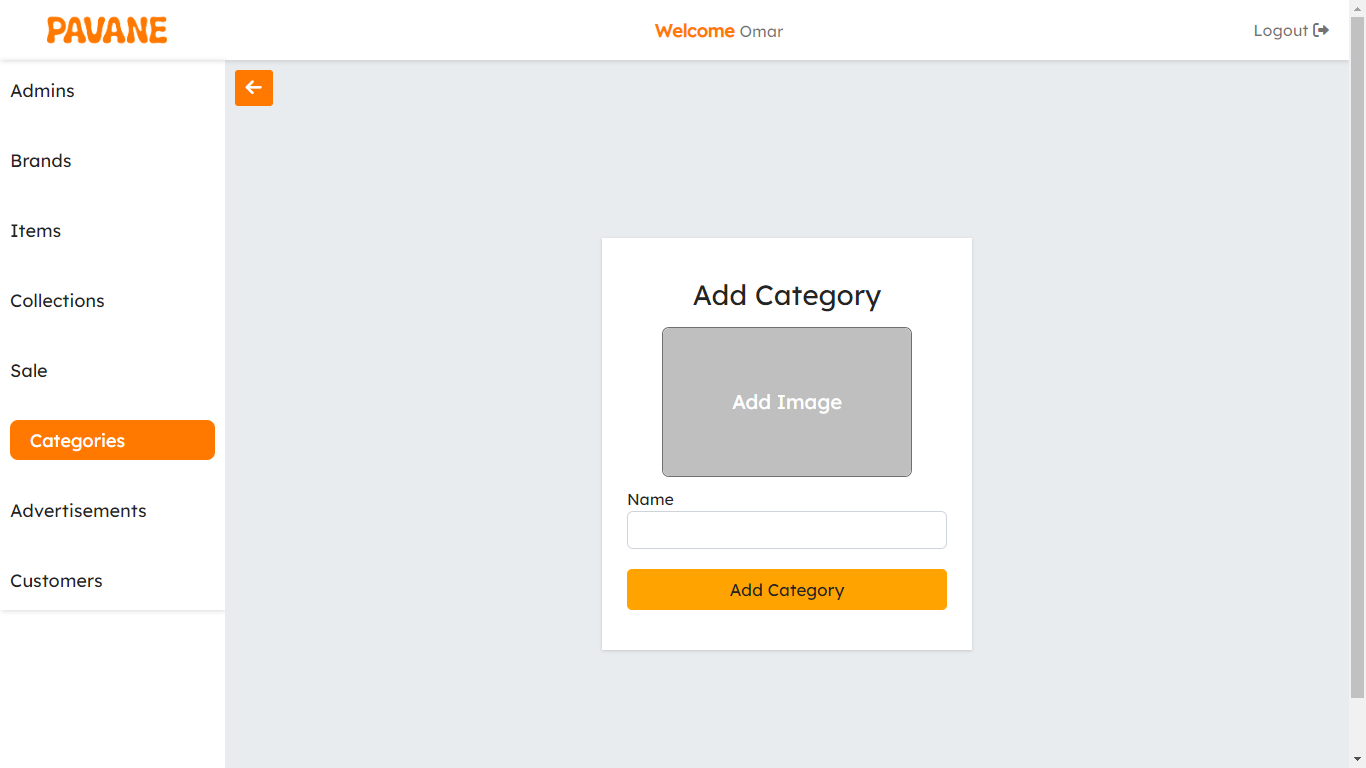 PAVANE
Welcome Omar
Logout
Admins
Brands
Items
Collections
Sale
Categories
Advertisements
Customers
Add Category
Add Image
Name
Add Category